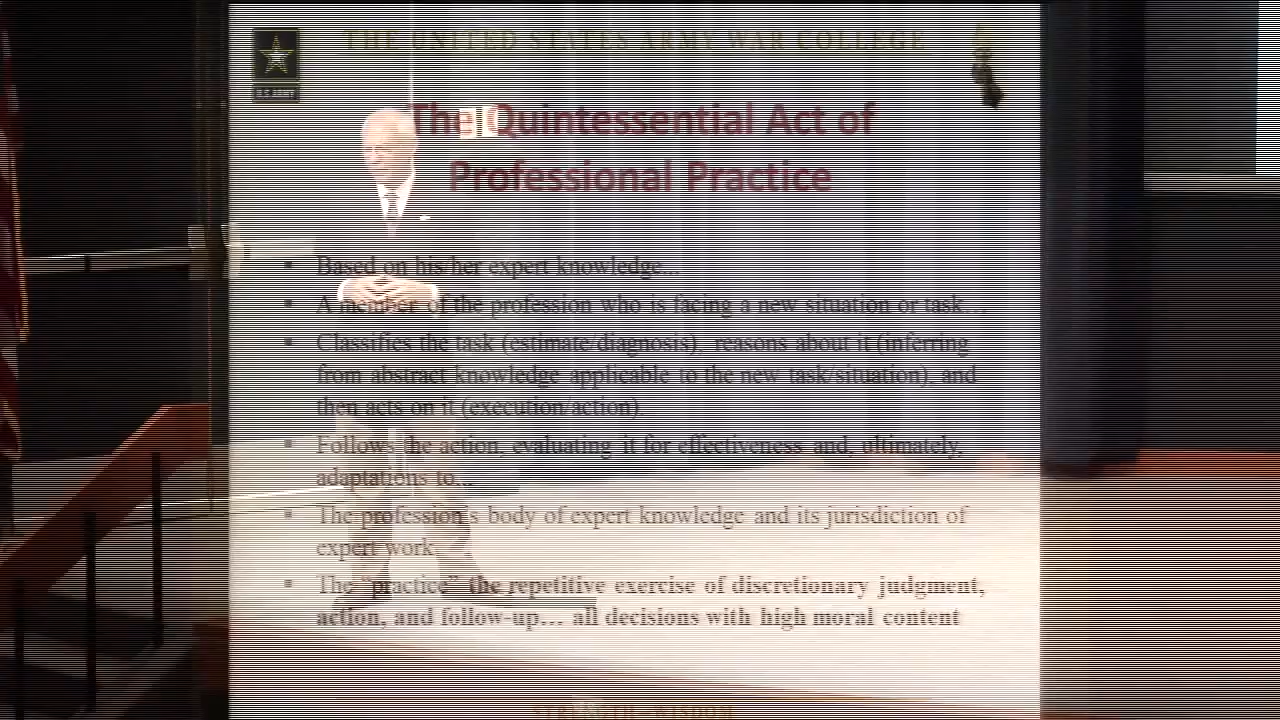 THE UNITED STATES ARMY WAR COLLEGE
U.S. ARMY
The Quintessential Act of
Professional Practice
▪ Based on his/her expert knowledge...
▪ A member of the profession who is facing a new situation or task...
▪ Classifies the task (estimate/diagnosis), reasons about it (inferring
from abstract knowledge applicable to the new task/situation), and
then acts on it (execution/action).
▪ Follows the action, evaluating it for effectiveness and, ultimately,
adaptations to...
▪ The profession's body of expert knowledge and its jurisdiction of
expert work.
▪ The "practice" the repetitive exercise of discretionary judgment,
action, and follow-up... all decisions with high moral content
STRENGTH—WISDOM